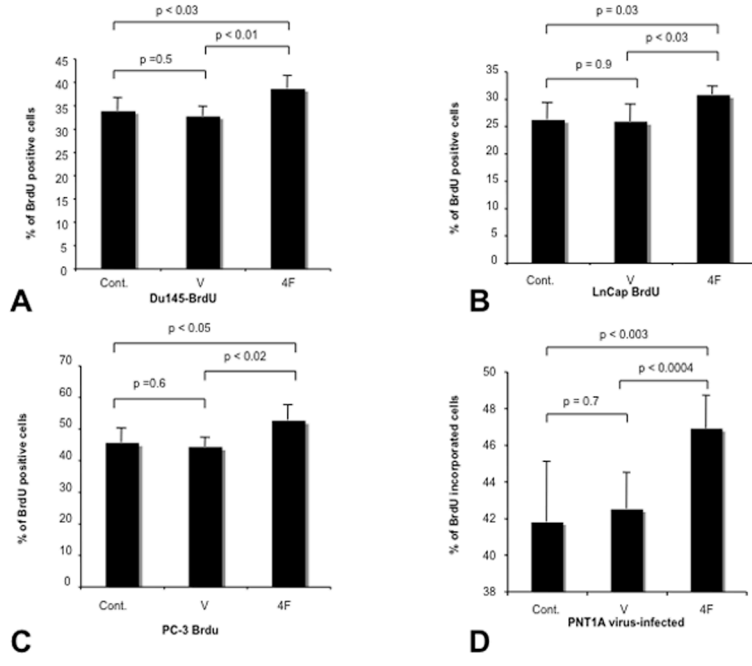 p < 0.03
p < 0.01
p =0.5
45
40
35
30
25
20
15
10
5
0
% of BrdU positive cells
Cont. V 4F
Du145-BrdU
A
p = 0.03
p < 0.03
p = 0.9
35
30
25
20
15
10
5
0
% of BrdU positive cells
Cont. V 4F
LnCap BrdU
B
p < 0.05
p < 0.02
p =0.6
70
60
50
40
30
20
10
0
% of BrdU positive cells
Cont. V 4F
PC-3 Brdu
C
p < 0.003
p < 0.0004
p = 0.7
50
48
46
44
42
40
38
% of BrdU incorporated cells
Cont. V 4F
PNT1A virus-infected
D